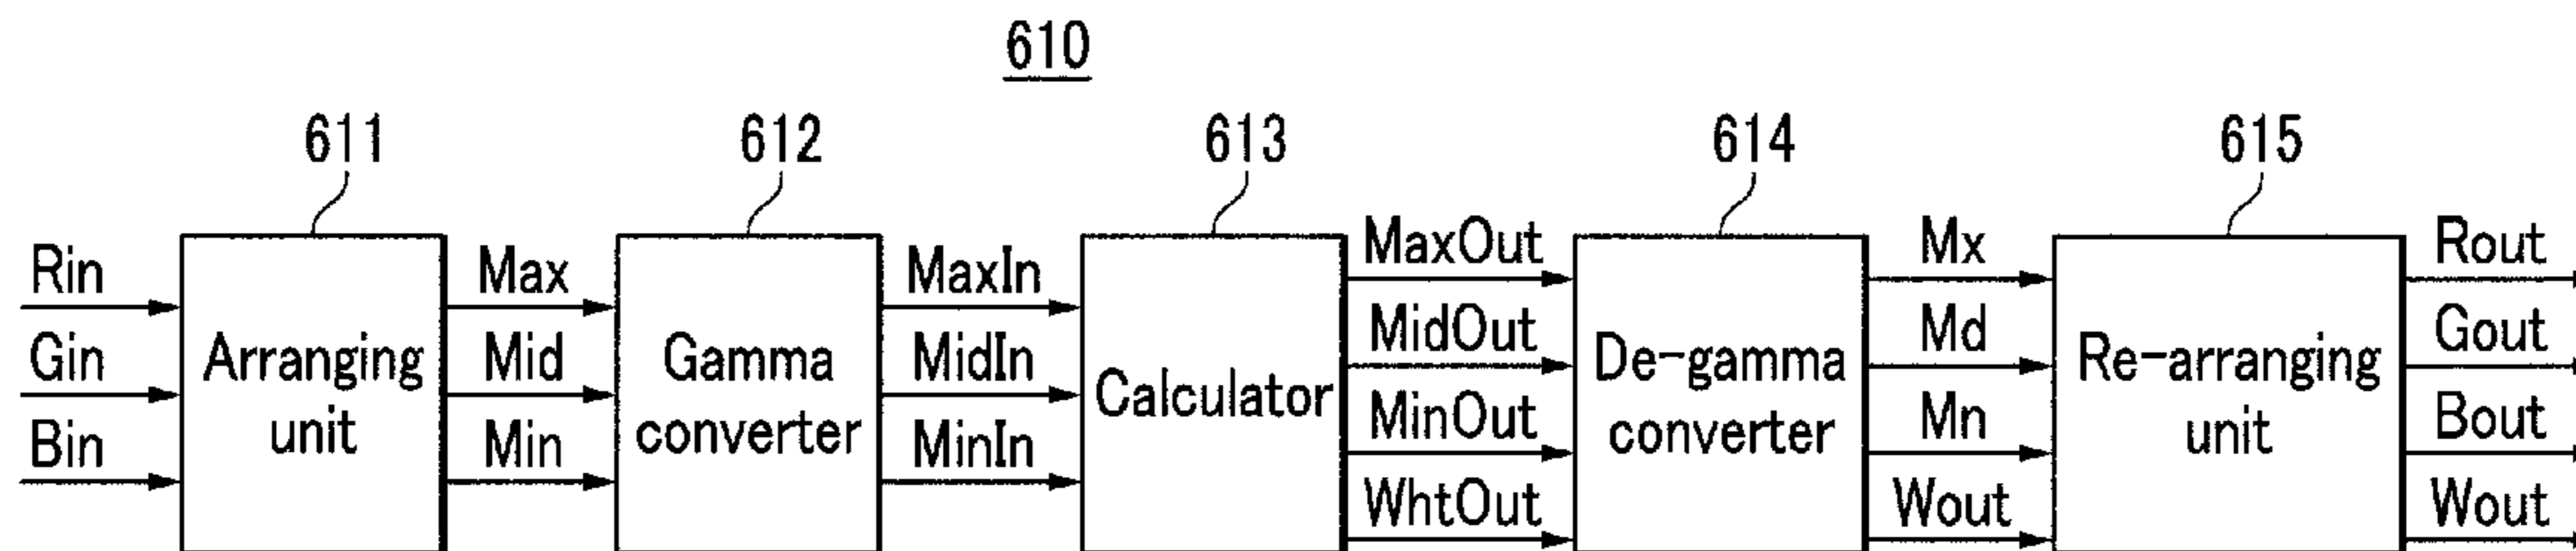 610
611 612 613 614 615
Rin Max MaxIn MaxOut Mx Rout
Gin Mid MidIn MidOut Md Gout
Bin Min MinIn MinOut Mn Bout
WhtOut Wout Wout
Arranging
unit
Gamma
converter
Calculator
De-gamma
converter
Re-arranging
unit